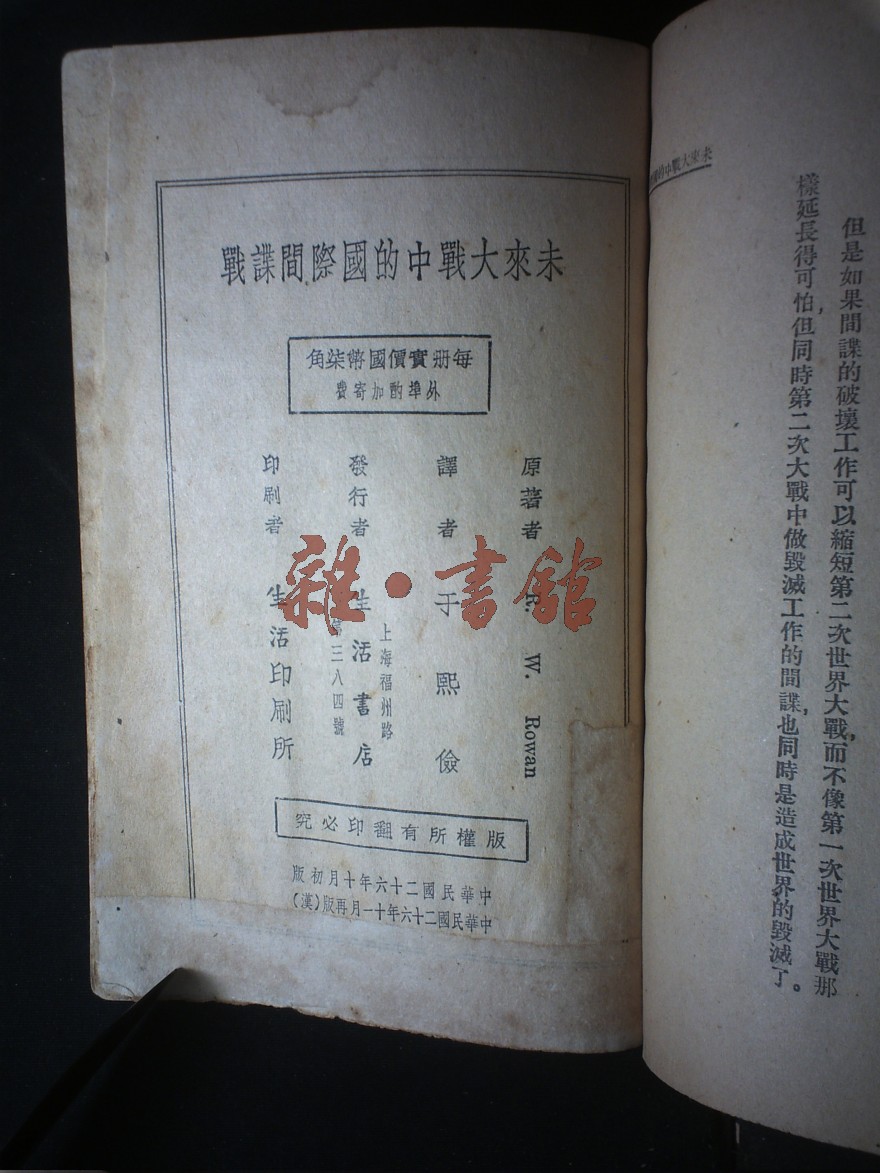 未來大戰中的
但是如果間諜的破壞工作可以縮短第二次世界大戰,而不像第一次世界大戰那
樣延長得可怕,但同時第二次大戰中做毀滅工作的間諜,也同時是造成世界的毀滅了。
未來大戰中的國際間諜戰
每册實價國幣柒角
外埠酌加寄費
原著者 R. W. Rowan
譯者 于熙儉
發行者 生活書店
上海福州路
第三八四號
印刷者 生活印刷所
版權所有翻印必究
中華民國二十六年十月初版
中華民國二十六年十一月再版(漢)
雜·書館